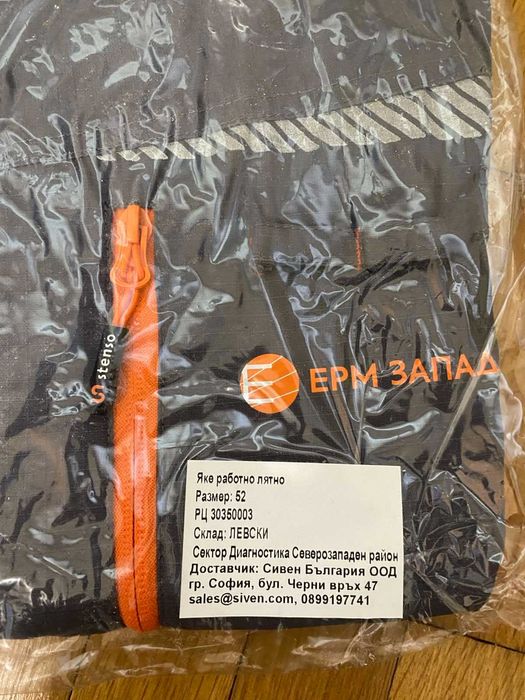 stenso
S
ЕРМ ЗАПАД
Яке работно лятно
Размер: 52
РЦ 30350003
Склад: ЛЕВСКИ
Сектор Диагностика Северозападен район
Доставчик: Сивен България ООД
гр. София, бул. Черни връх 47
sales@siven.com, 0899197741